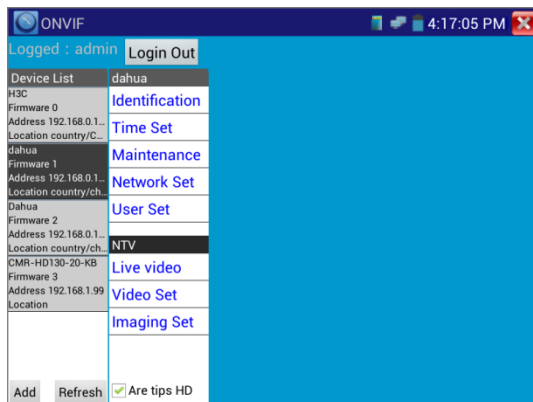 ONVIF
4:17:05 PM
Logged : admin
Login Out
Device List
H3C
Firmware 0
Address 192.168.0.1...
Location country/C...
dahua
Firmware 1
Address 192.168.0.1...
Location country/ch...
Dahua
Firmware 2
Address 192.168.0.1...
Location country/ch...
CMR-HD130-20-KB
Firmware 3
Address 192.168.1.99
Location
Add
Refresh
dahua
Identification
Time Set
Maintenance
Network Set
User Set
NTV
Live video
Video Set
Imaging Set
Are tips HD